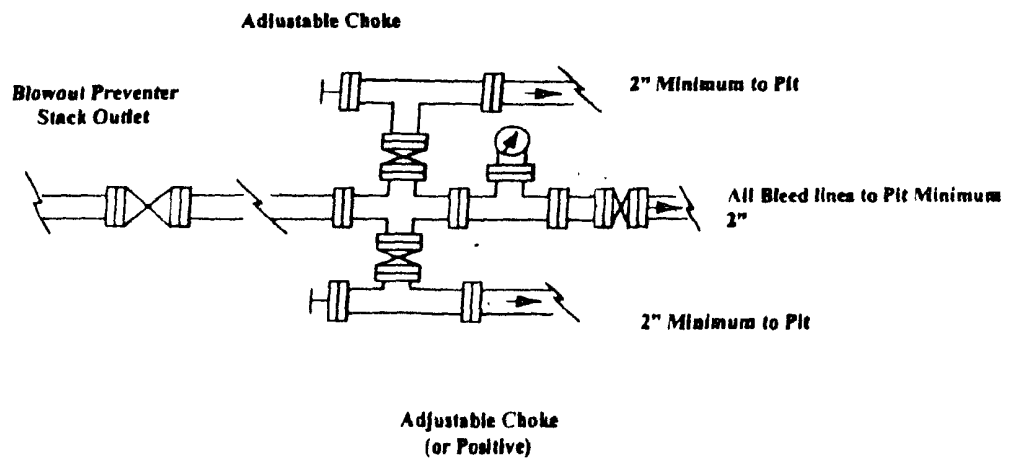 Adjustable Choke
Blowout Preventer
Stack Outlet
2" Minimum to Pit
All Bleed lines to Pit Minimum
2"
2" Minimum to Pit
Adjustable Choke
(or Positive)